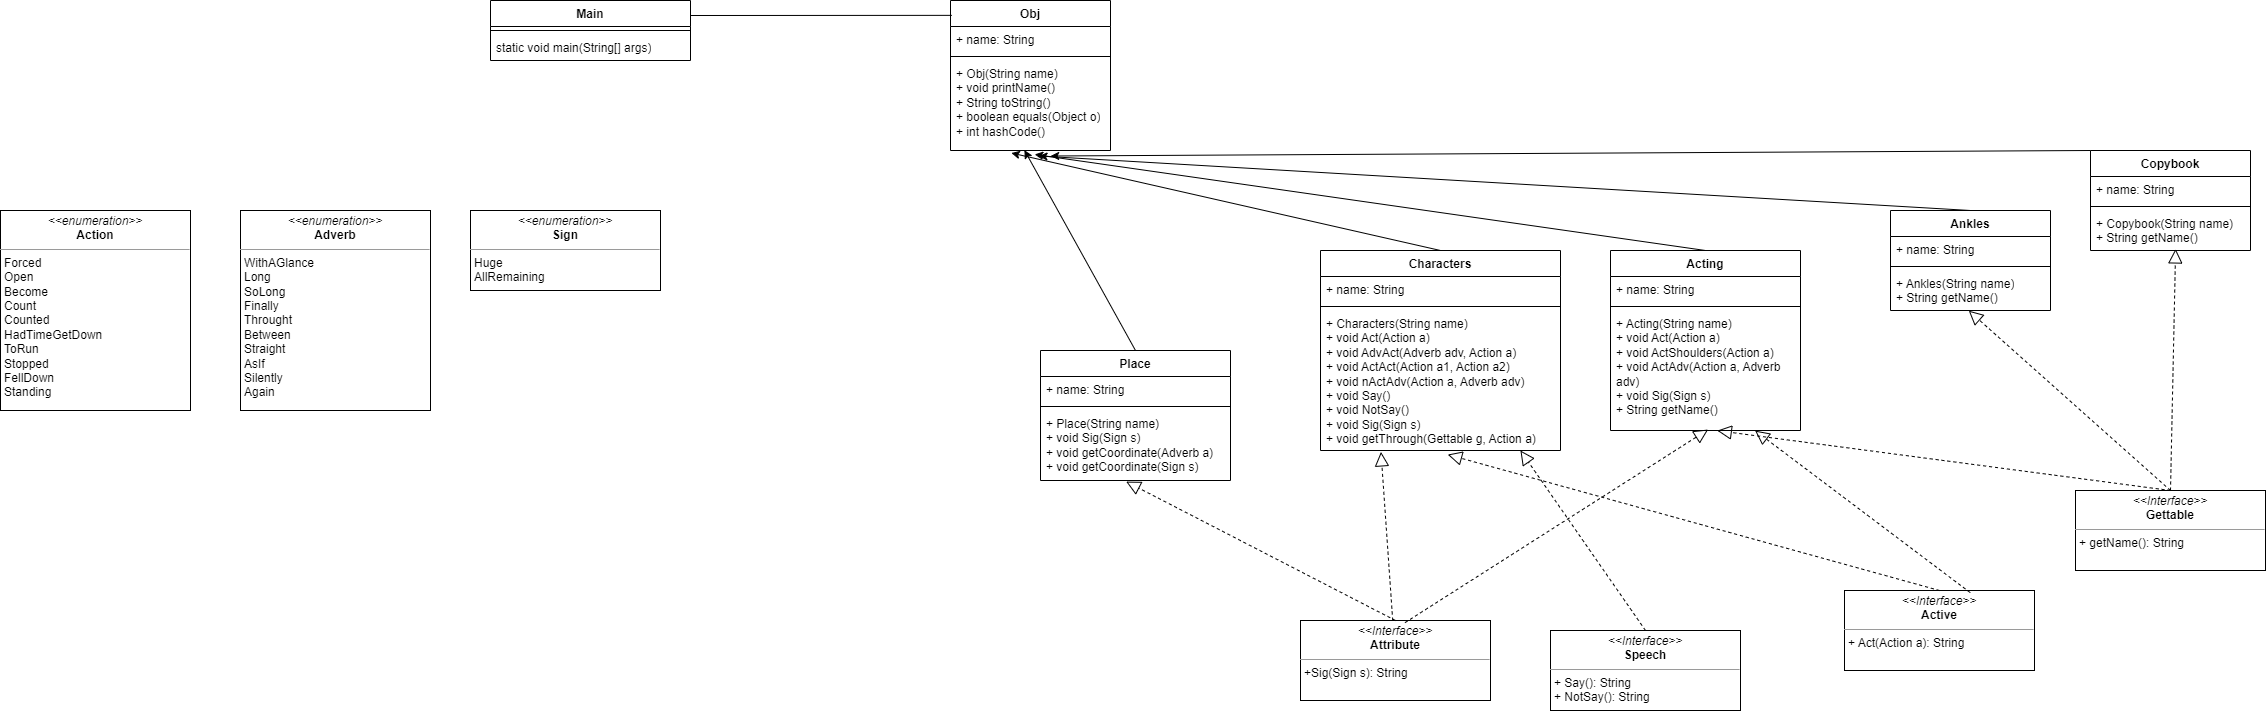 Main
static void main(String[] args)
Obj
+ name: String
+ Obj(String name)
+ void printName()
+ String toString()
+ boolean equals(Object o)
+ int hashCode()
Copybook
+ name: String
+ Copybook(String name)
+ String getName()
<<enumeration>>
Action
Forced
Open
Become
Count
Counted
HadTimeGetDown
ToRun
Stopped
FellDown
Standing
<<enumeration>>
Adverb
WithAGlance
Long
SoLong
Finally
Throught
Between
Straight
AsIf
Silently
Again
<<enumeration>>
Sign
Huge
AllRemaining
Ankles
+ name: String
+ Ankles(String name)
+ String getName()
Characters
+ name: String
+ Characters(String name)
+ void Act(Action a)
+ void AdvAct(Adverb adv, Action a)
+ void ActAct(Action a1, Action a2)
+ void nActAdv(Action a, Adverb adv)
+ void Say()
+ void NotSay()
+ void Sig(Sign s)
+ void getThrough(Gettable g, Action a)
Acting
+ name: String
+ Acting(String name)
+ void Act(Action a)
+ void ActShoulders(Action a)
+ void ActAdv(Action a, Adverb
adv)
+ void Sig(Sign s)
+ String getName()
Place
+ name: String
+ Place(String name)
+ void Sig(Sign s)
+ void getCoordinate(Adverb a)
+ void getCoordinate(Sign s)
<<Interface>>
Gettable
+ getName(): String
<<Interface>>
Active
+ Act(Action a): String
<<Interface>>
Attribute
+Sig(Sign s): String
<<Interface>>
Speech
+ Say(): String
+ NotSay(): String